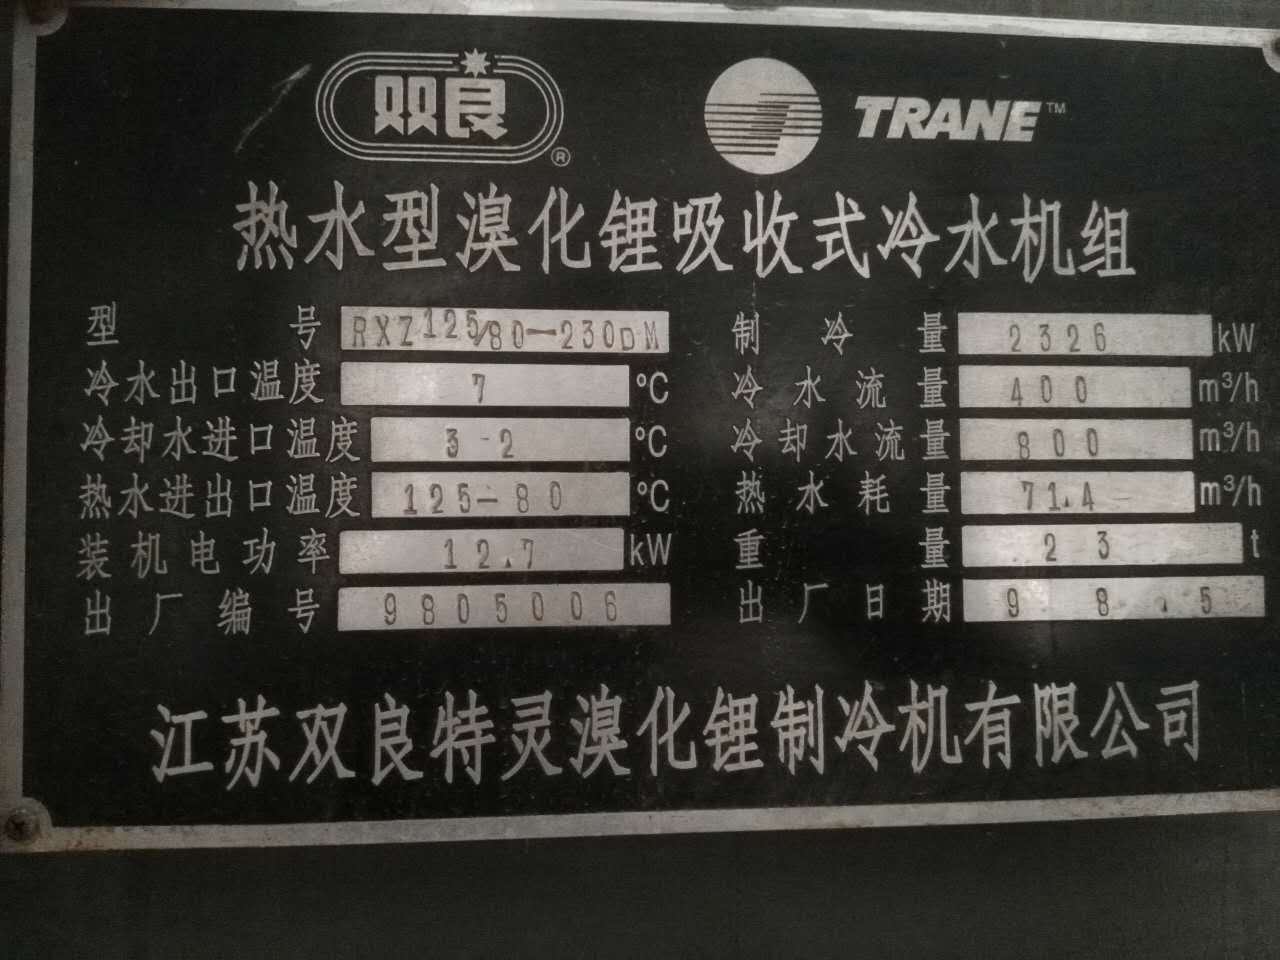 双良® TRANE™
热水型溴化锂吸收式冷水机组
型号 RXZ125/80-230DM 制冷量 2326 kW
冷水出口温度 7 ℃ 冷水流量 400 m³/h
冷却水进口温度 32 ℃ 冷却水流量 800 m³/h
热水进出口温度 125-80 ℃ 热水耗量 71.4 m³/h
装机电功率 12.7 kW 重量 23 t
出厂编号 9805006 出厂日期 98.5
江苏双良特灵溴化锂制冷机有限公司